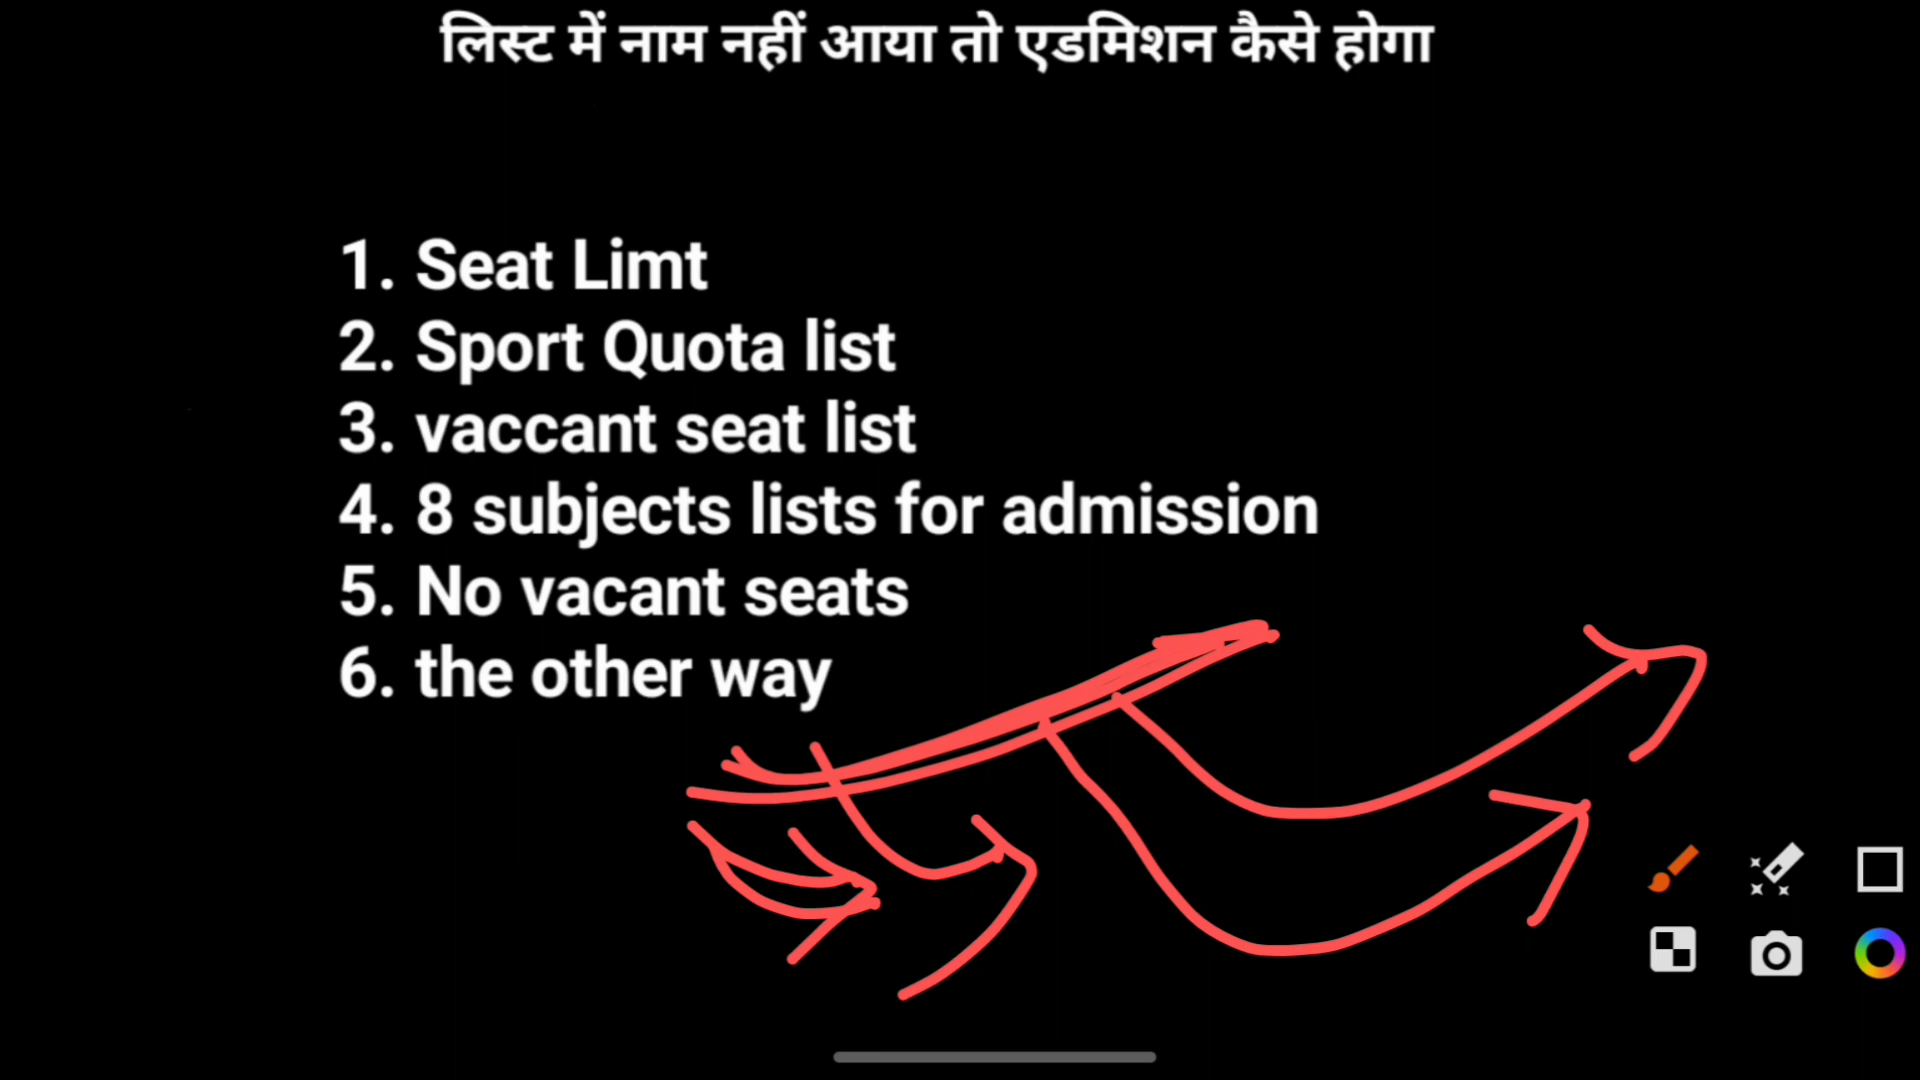 लिस्ट में नाम नहीं आया तो एडमिशन कैसे होगा
1. Seat Limt
2. Sport Quota list
3. vaccant seat list
4. 8 subjects lists for admission
5. No vacant seats
6. the other way